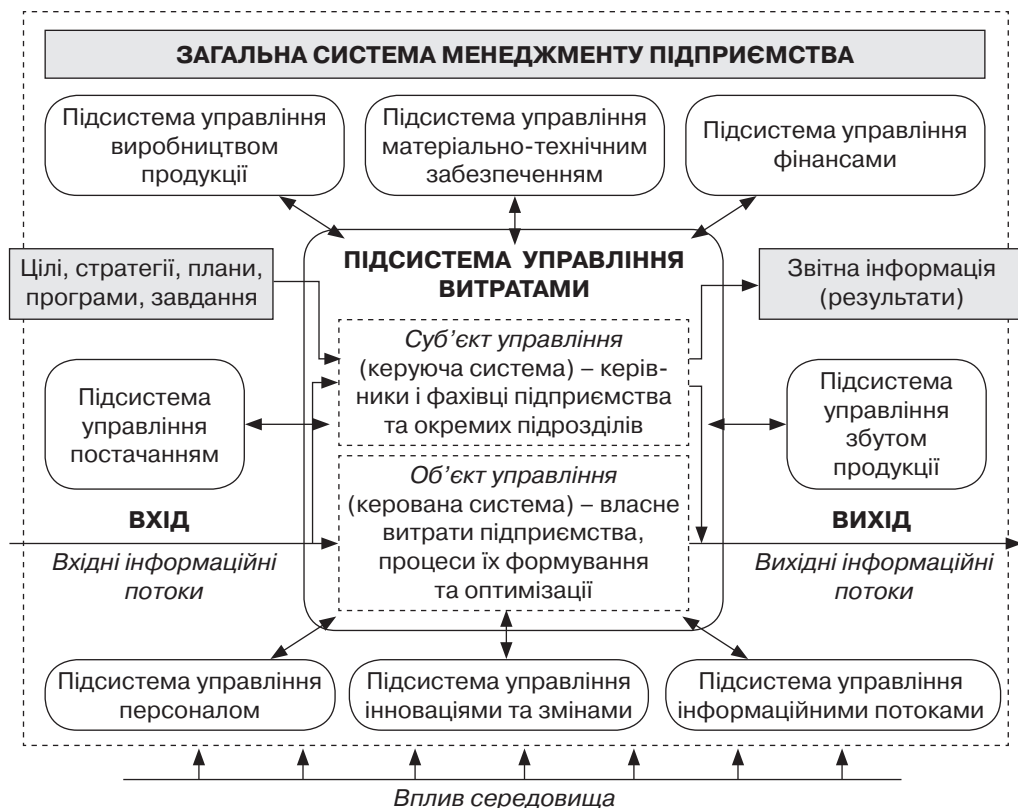 ЗАГАЛЬНА СИСТЕМА МЕНЕДЖМЕНТУ ПІДПРИЄМСТВА
Підсистема управління
виробництвом
продукції
Підсистема управління
матеріально-технічним
забезпеченням
Підсистема управління
фінансами
Цілі, стратегії, плани,
програми, завдання
ПІДСИСТЕМА УПРАВЛІННЯ
ВИТРАТАМИ
Звітна інформація
(результати)
Суб’єкт управління
(керуюча система) – керів-
ники і фахівці підприємства
та окремих підрозділів
Підсистема
управління
постачанням
Підсистема
управління
збутом
продукції
Об’єкт управління
(керована система) – власне
витрати підприємства,
процеси їх формування
та оптимізації
ВХІД
Вхідні інформаційні
потоки
ВИХІД
Вихідні інформаційні
потоки
Підсистема управління
персоналом
Підсистема управління
інноваціями та змінами
Підсистема управління
інформаційними потоками
Вплив середовища